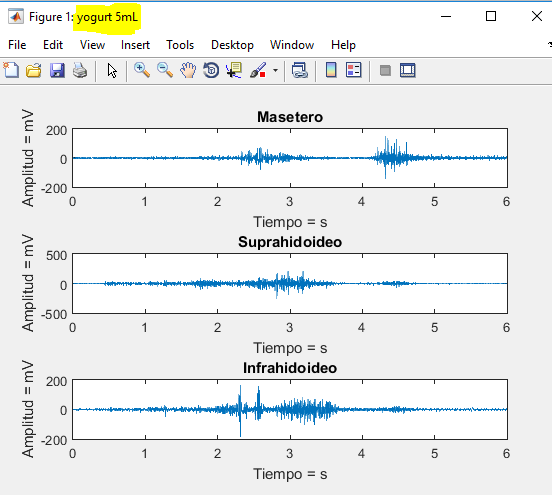 Figure 1: yogurt 5mL
File Edit View Insert Tools Desktop Window Help
Masetero
Amplitud = mV
200
0
-200
0 1 2 3 4 5 6
Tiempo = s
Suprahidoideo
Amplitud = mV
500
0
-500
0 1 2 3 4 5 6
Tiempo = s
Infrahidoideo
Amplitud = mV
200
0
-200
0 1 2 3 4 5 6
Tiempo = s